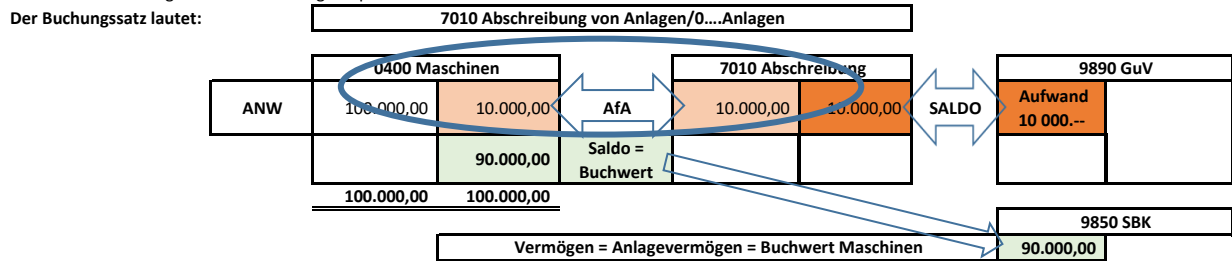 Der Buchungssatz lautet: 7010 Abschreibung von Anlagen/0....Anlagen
0400 Maschinen 7010 Abschreibung 9890 GuV
ANW 100.000,00 10.000,00 AfA 10.000,00 10.000,00 SALDO Aufwand
10 000.--
90.000,00 Saldo =
Buchwert
100.000,00 100.000,00
9850 SBK
Vermögen = Anlagevermögen = Buchwert Maschinen 90.000,00